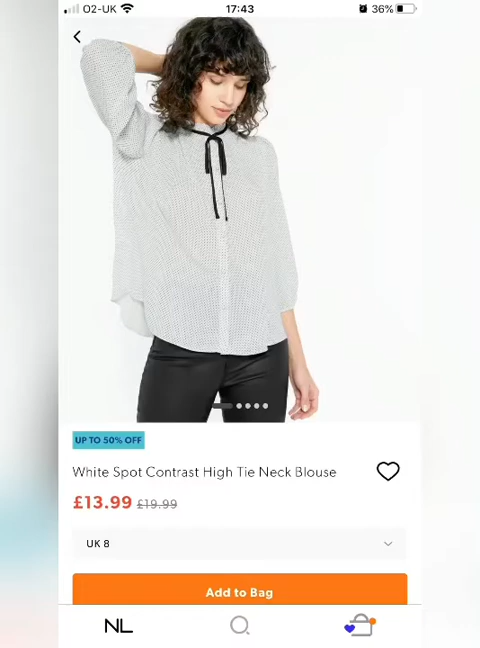 O2-UK 17:43 36%
UP TO 50% OFF
White Spot Contrast High Tie Neck Blouse
£13.99 £19.99
UK 8
Add to Bag
NL